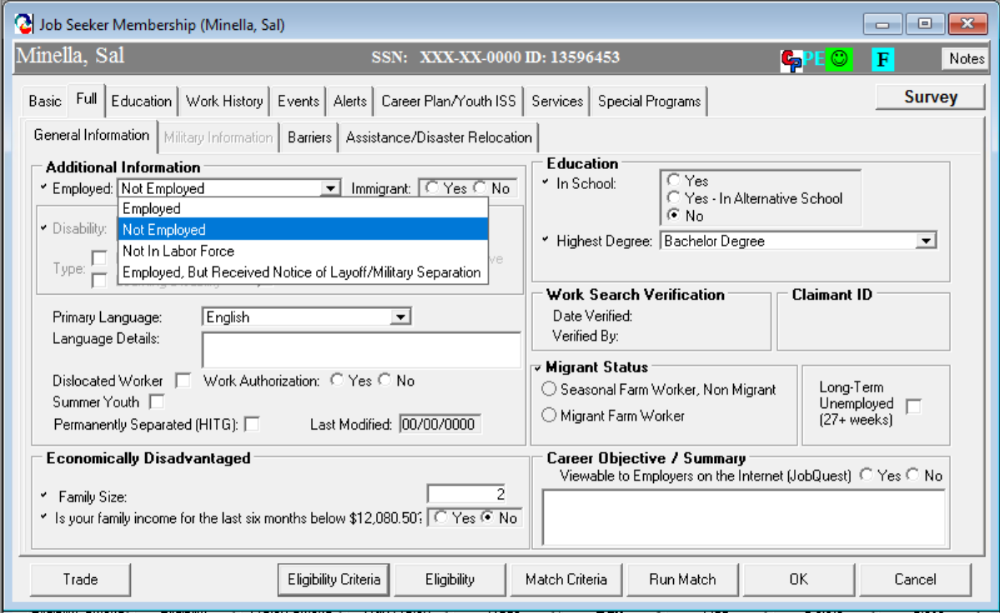 Job Seeker Membership (Minella, Sal)
Minella, Sal SSN: XXX-XX-0000 ID: 13596453 CP PE F Notes
Basic Full Education Work History Events Alerts Career Plan/Youth ISS Services Special Programs Survey
General Information Military Information Barriers Assistance/Disaster Relocation
Additional Information
Employed: Not Employed Immigrant: Yes No
Employed
Disability: Not Employed
Not In Labor Force
Type: Employed, But Received Notice of Layoff/Military Separation
Primary Language: English
Language Details:
Dislocated Worker Work Authorization: Yes No
Summer Youth
Permanently Separated (HITG): Last Modified: 00/00/0000
Education
In School: Yes
Yes - In Alternative School
No
Highest Degree: Bachelor Degree
Work Search Verification
Date Verified:
Verified By:
Claimant ID
Migrant Status
Seasonal Farm Worker, Non Migrant
Migrant Farm Worker
Long-Term
Unemployed
(27+ weeks)
Economically Disadvantaged
Family Size: 2
Is your family income for the last six months below $12,080.50? Yes No
Career Objective / Summary
Viewable to Employers on the Internet (JobQuest) Yes No
Trade Eligibility Criteria Eligibility Match Criteria Run Match OK Cancel